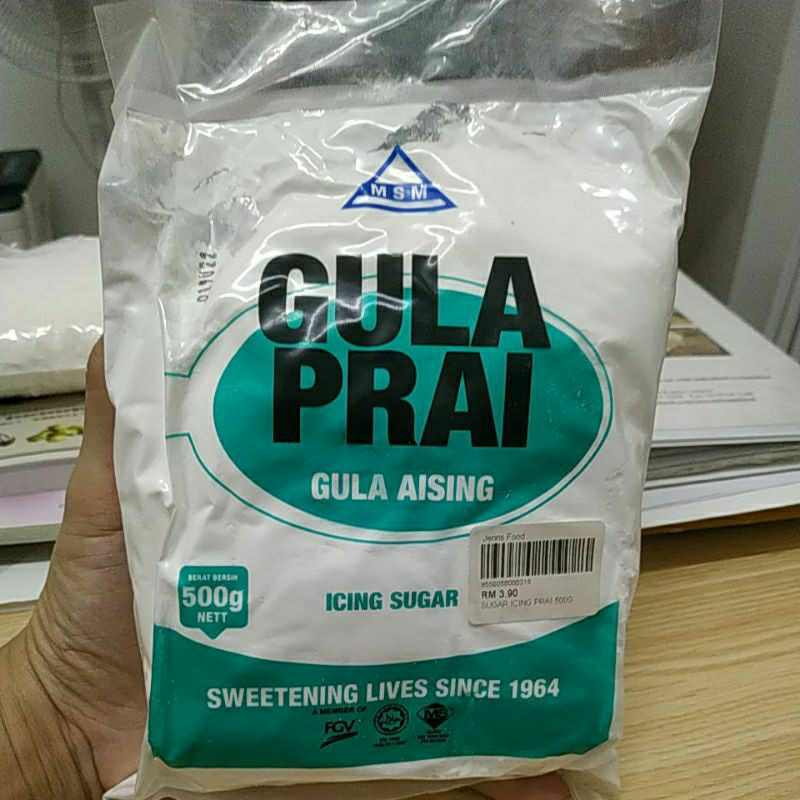 MSM
GULA
PRAI
GULA AISING
Jenns Food
RM 3.90
SUGAR ICING PRAI 500G
BERAT BERSIH
500g
NETT
ICING SUGAR
SWEETENING LIVES SINCE 1964
A MEMBER OF
FGV
MS